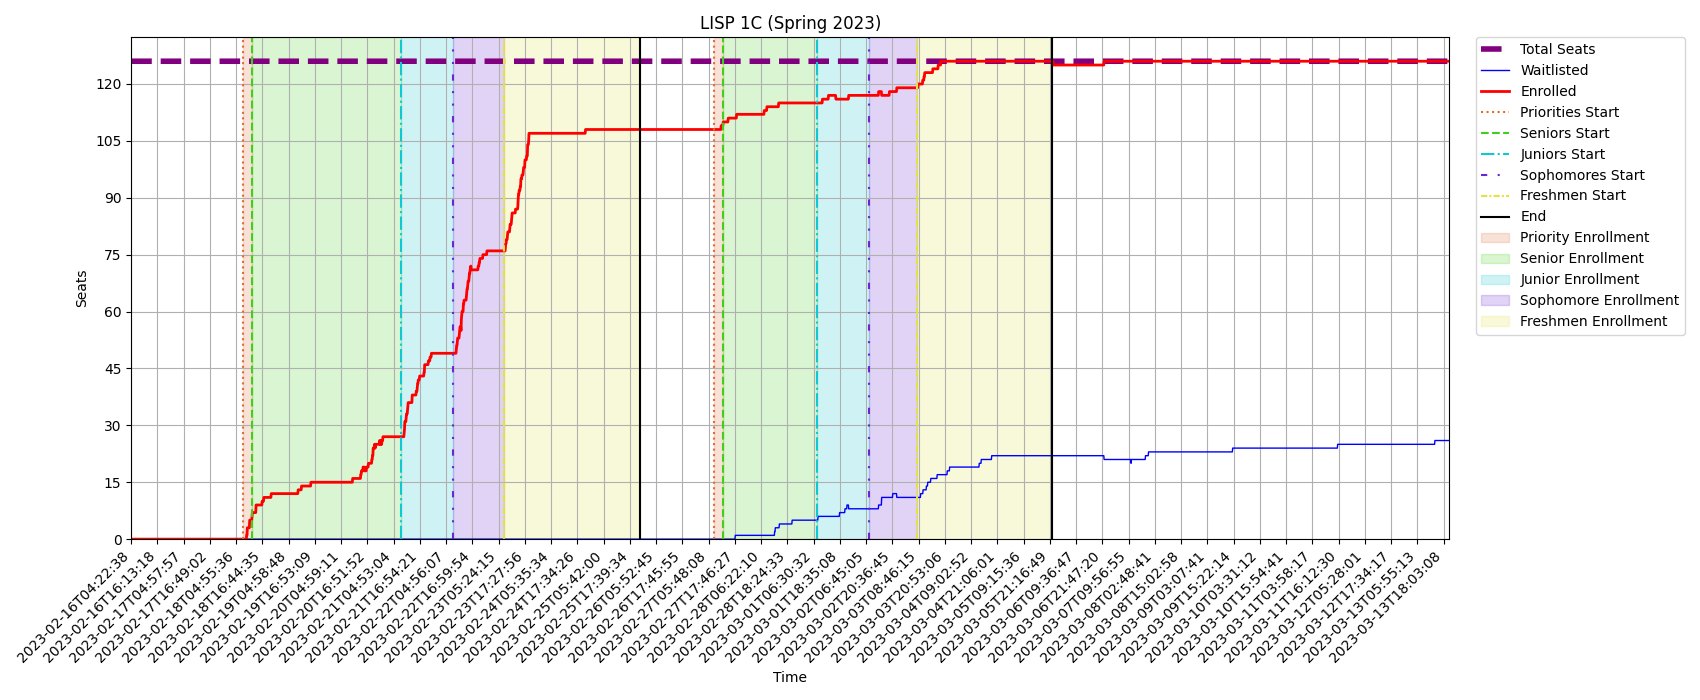 LISP 1C (Spring 2023)
Seats
120
105
90
75
60
45
30
15
0
2023-02-16T04:22:38
2023-02-16T16:13:18
2023-02-17T04:57:57
2023-02-17T16:49:02
2023-02-18T04:55:36
2023-02-18T16:44:35
2023-02-19T04:58:48
2023-02-19T16:53:09
2023-02-20T04:59:11
2023-02-20T16:51:52
2023-02-21T04:53:04
2023-02-21T16:54:21
2023-02-22T04:56:07
2023-02-22T16:59:54
2023-02-23T05:24:15
2023-02-23T17:27:56
2023-02-24T05:35:34
2023-02-24T17:34:26
2023-02-25T05:42:00
2023-02-25T17:39:34
2023-02-26T05:52:45
2023-02-26T17:45:55
2023-02-27T05:48:08
2023-02-27T17:46:27
2023-02-28T06:22:10
2023-02-28T18:24:33
2023-03-01T06:30:32
2023-03-01T18:35:08
2023-03-02T06:45:05
2023-03-02T20:36:45
2023-03-03T08:46:15
2023-03-03T20:53:06
2023-03-04T09:02:52
2023-03-04T21:06:01
2023-03-05T09:15:36
2023-03-05T21:16:49
2023-03-06T09:36:47
2023-03-06T21:47:20
2023-03-07T09:56:55
2023-03-08T02:48:41
2023-03-08T15:02:58
2023-03-09T03:07:41
2023-03-09T15:22:14
2023-03-10T03:31:12
2023-03-10T15:54:41
2023-03-11T03:58:17
2023-03-11T16:12:30
2023-03-12T05:28:01
2023-03-12T17:34:17
2023-03-13T05:55:13
2023-03-13T18:03:08
Time
Total Seats
Waitlisted
Enrolled
Priorities Start
Seniors Start
Juniors Start
Sophomores Start
Freshmen Start
End
Priority Enrollment
Senior Enrollment
Junior Enrollment
Sophomore Enrollment
Freshmen Enrollment